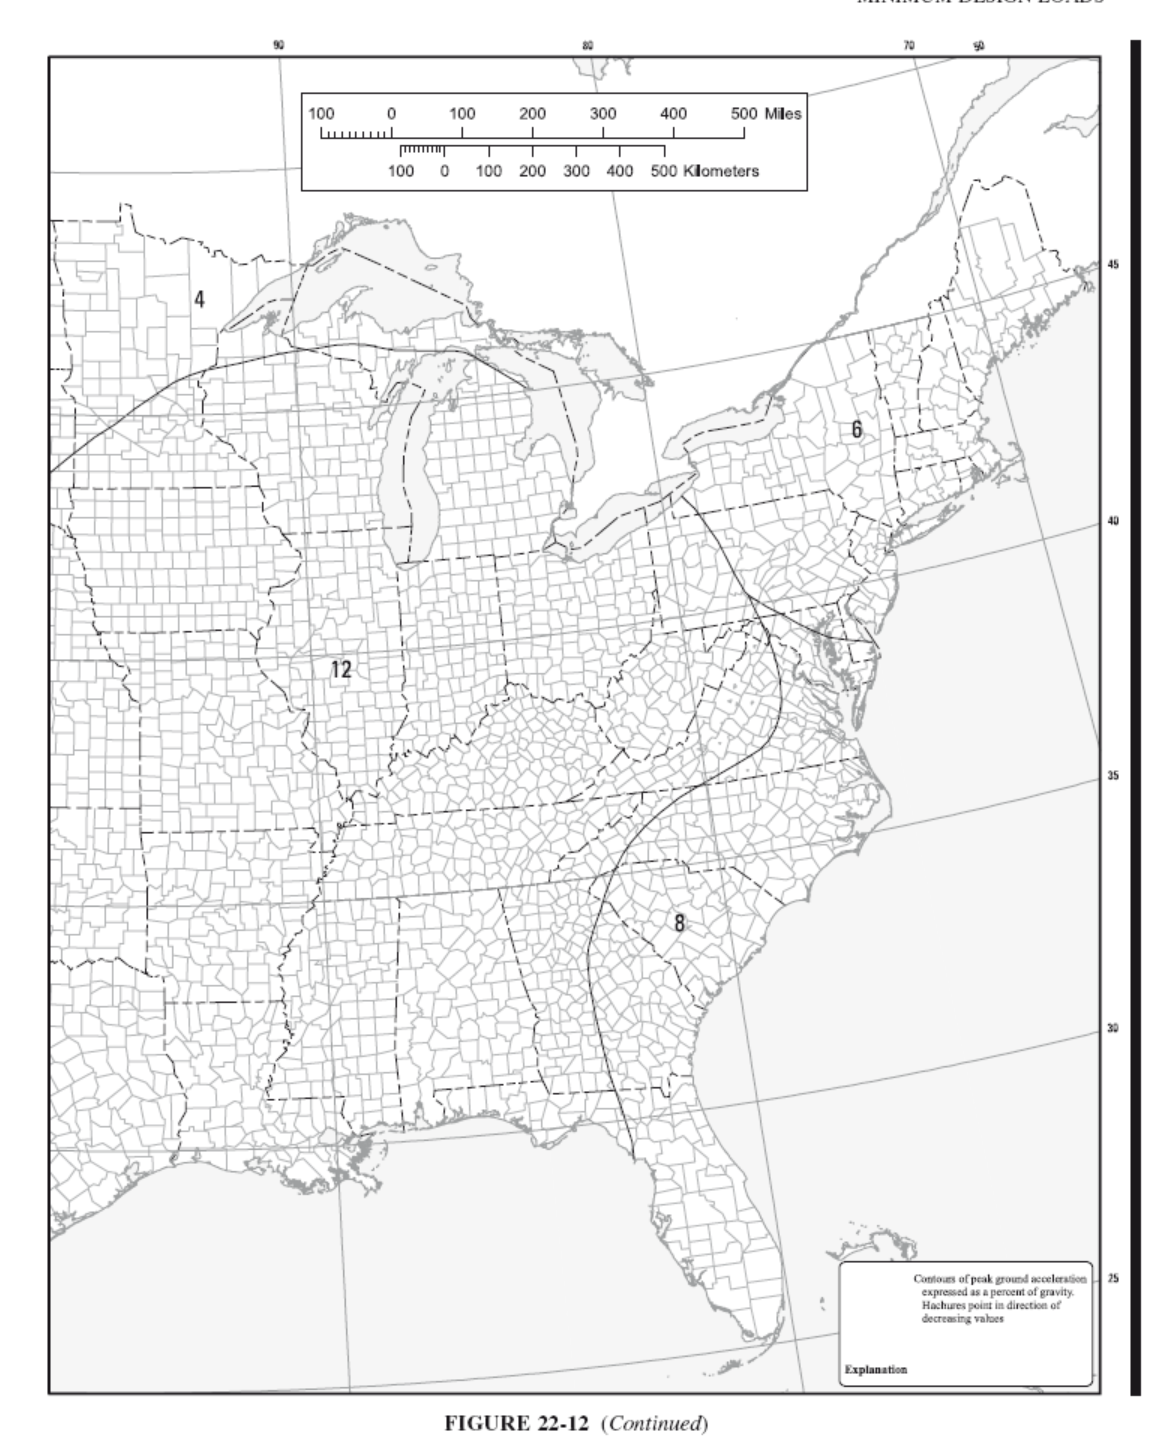 MINIMUM DESIGN LOADS
90 80 70 50
100 0 100 200 300 400 500 Miles
100 0 100 200 300 400 500 Kilometers
45
4
6
40
12
35
8
30
25
Contours of peak ground acceleration
expressed as a percent of gravity.
Hachures point in direction of
decreasing values
Explanation
FIGURE 22-12 (Continued)